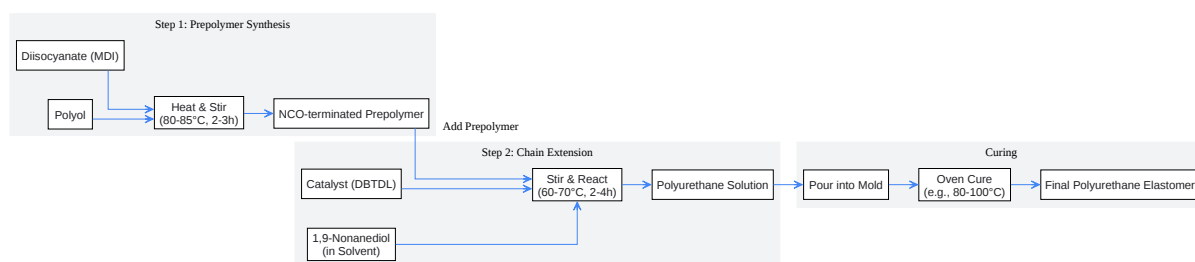 Step 1: Prepolymer Synthesis
Diisocyanate (MDI)
Polyol
Heat & Stir
(80-85°C, 2-3h)
NCO-terminated Prepolymer
Add Prepolymer
Step 2: Chain Extension
Catalyst (DBTDL)
1,9-Nonanediol
(in Solvent)
Stir & React
(60-70°C, 2-4h)
Polyurethane Solution
Curing
Pour into Mold
Oven Cure
(e.g., 80-100°C)
Final Polyurethane Elastomer